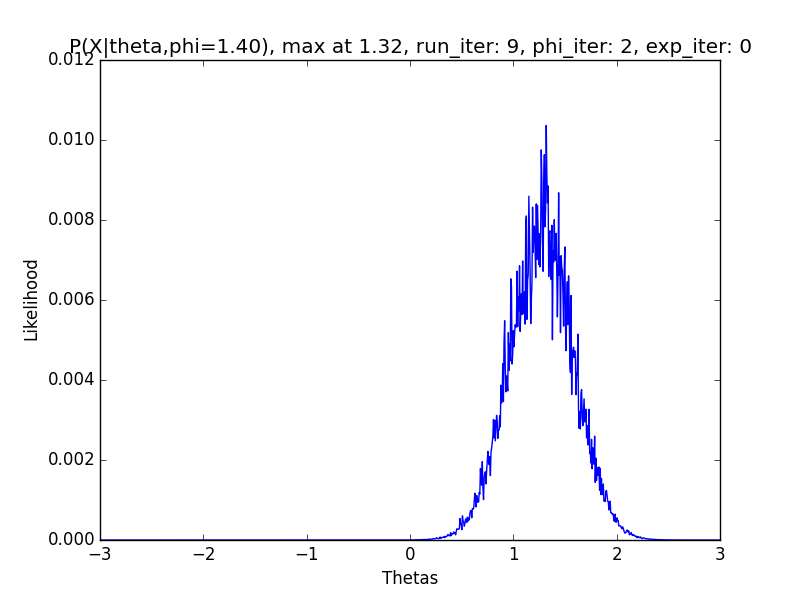 P(X|theta,phi=1.40), max at 1.32, run_iter: 9, phi_iter: 2, exp_iter: 0
0.012
0.010
0.008
0.006
0.004
0.002
0.000
Likelihood
−3 −2 −1 0 1 2 3
Thetas